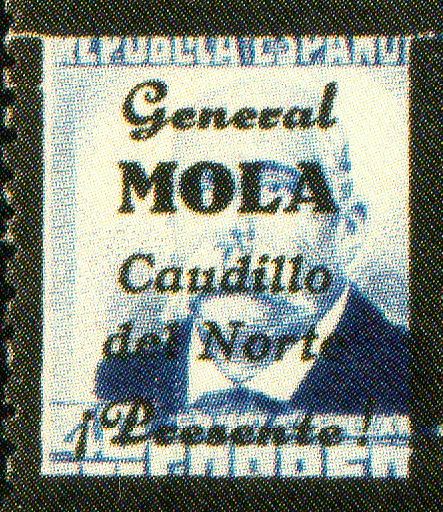 General
MOLA
Caudillo
del Norte
¡Presente!